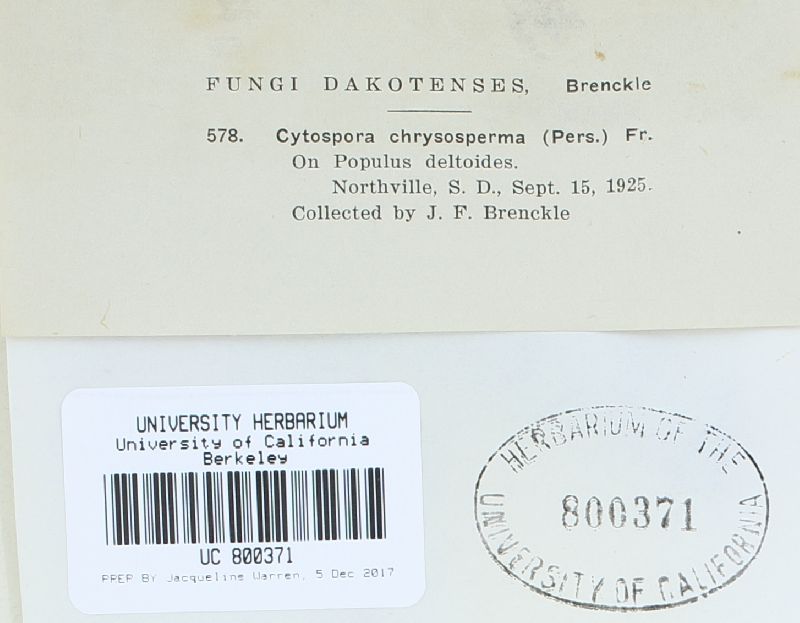 FUNGI DAKOTENSES, Brenckle
578. Cytospora chrysosperma (Pers.) Fr.
On Populus deltoides.
Northville, S. D., Sept. 15, 1925.
Collected by J. F. Brenckle
UNIVERSITY HERBARIUM
University of California
Berkeley
UC 800371
PREP BY Jacqueline Warren, 5 Dec 2017
HERBARIUM OF THE
800371
UNIVERSITY OF CALIFORNIA